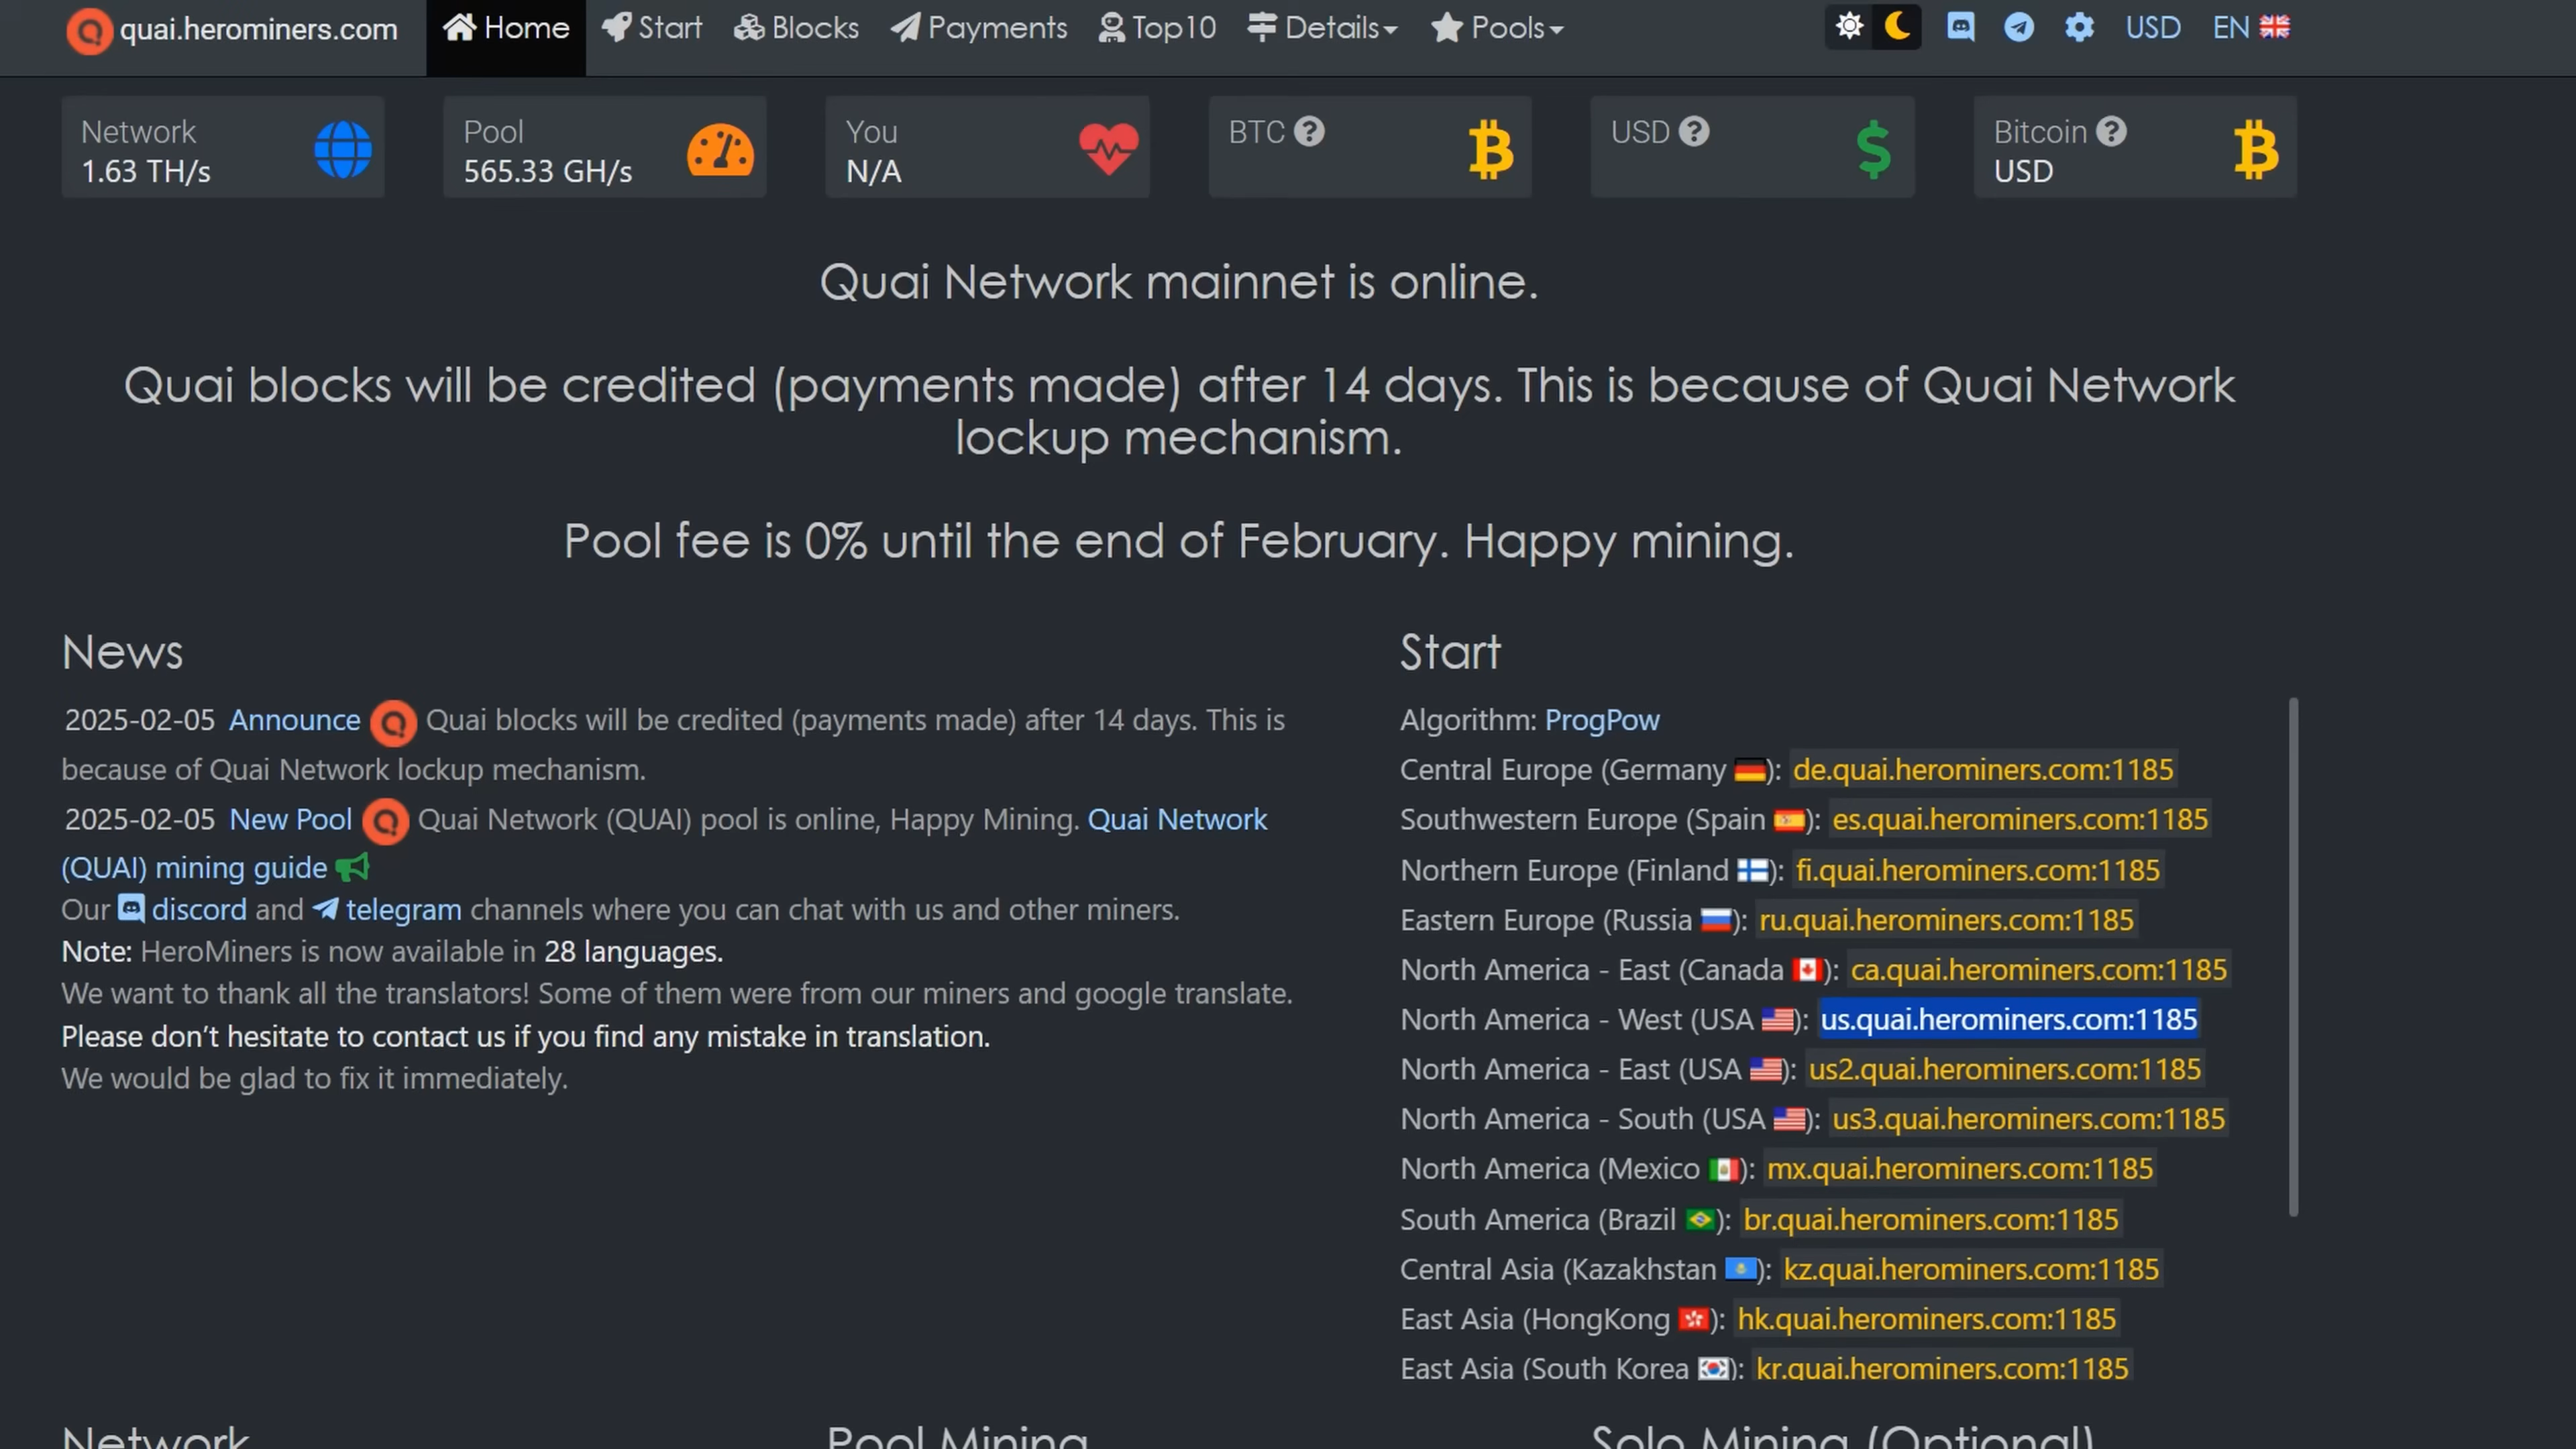 quai.herominers.com Home Start Blocks Payments Top10 Details Pools USD EN
Network
1.63 TH/s
Pool
565.33 GH/s
You
N/A
BTC ?
USD ?
Bitcoin ?
USD
Quai Network mainnet is online.
Quai blocks will be credited (payments made) after 14 days. This is because of Quai Network
lockup mechanism.
Pool fee is 0% until the end of February. Happy mining.
News
2025-02-05 Announce Quai blocks will be credited (payments made) after 14 days. This is
because of Quai Network lockup mechanism.
2025-02-05 New Pool Quai Network (QUAI) pool is online, Happy Mining. Quai Network
(QUAI) mining guide
Our discord and telegram channels where you can chat with us and other miners.
Note: HeroMiners is now available in 28 languages.
We want to thank all the translators! Some of them were from our miners and google translate.
Please don’t hesitate to contact us if you find any mistake in translation.
We would be glad to fix it immediately.
Start
Algorithm: ProgPow
Central Europe (Germany ): de.quai.herominers.com:1185
Southwestern Europe (Spain ): es.quai.herominers.com:1185
Northern Europe (Finland ): fi.quai.herominers.com:1185
Eastern Europe (Russia ): ru.quai.herominers.com:1185
North America - East (Canada ): ca.quai.herominers.com:1185
North America - West (USA ): us.quai.herominers.com:1185
North America - East (USA ): us2.quai.herominers.com:1185
North America - South (USA ): us3.quai.herominers.com:1185
North America (Mexico ): mx.quai.herominers.com:1185
South America (Brazil ): br.quai.herominers.com:1185
Central Asia (Kazakhstan ): kz.quai.herominers.com:1185
East Asia (HongKong ): hk.quai.herominers.com:1185
East Asia (South Korea ): kr.quai.herominers.com:1185
Network
Pool Mining
Solo Mining (Optional)